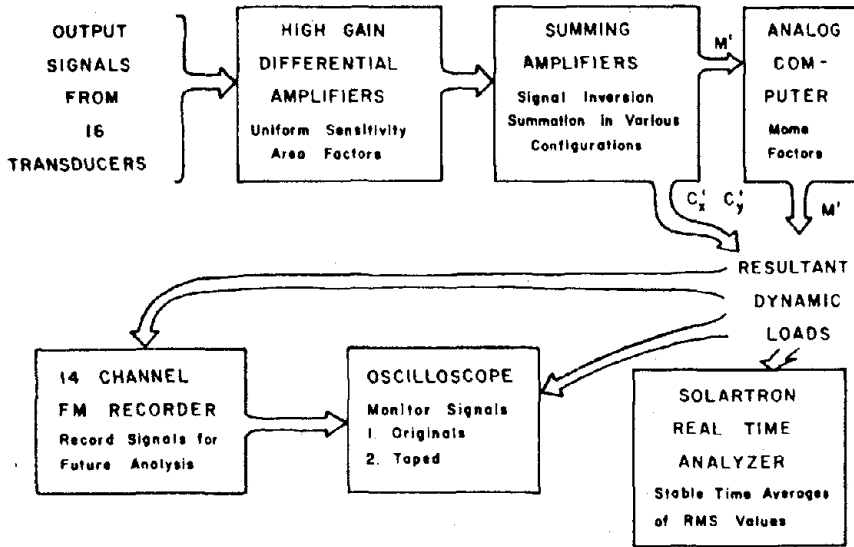 OUTPUT
SIGNALS
FROM
16
TRANSDUCERS
HIGH GAIN
DIFFERENTIAL
AMPLIFIERS
Uniform Sensitivity
Area Factors
SUMMING
AMPLIFIERS
Signal Inversion
Summation in Various
Configurations
M'
ANALOG
COM-
PUTER
Mome
Factors
C'x C'y
M'
RESULTANT
DYNAMIC
LOADS
14 CHANNEL
FM RECORDER
Record Signals for
Future Analysis
OSCILLOSCOPE
Monitor Signals
1. Originals
2. Taped
SOLARTRON
REAL TIME
ANALYZER
Stable Time Averages
of RMS Values